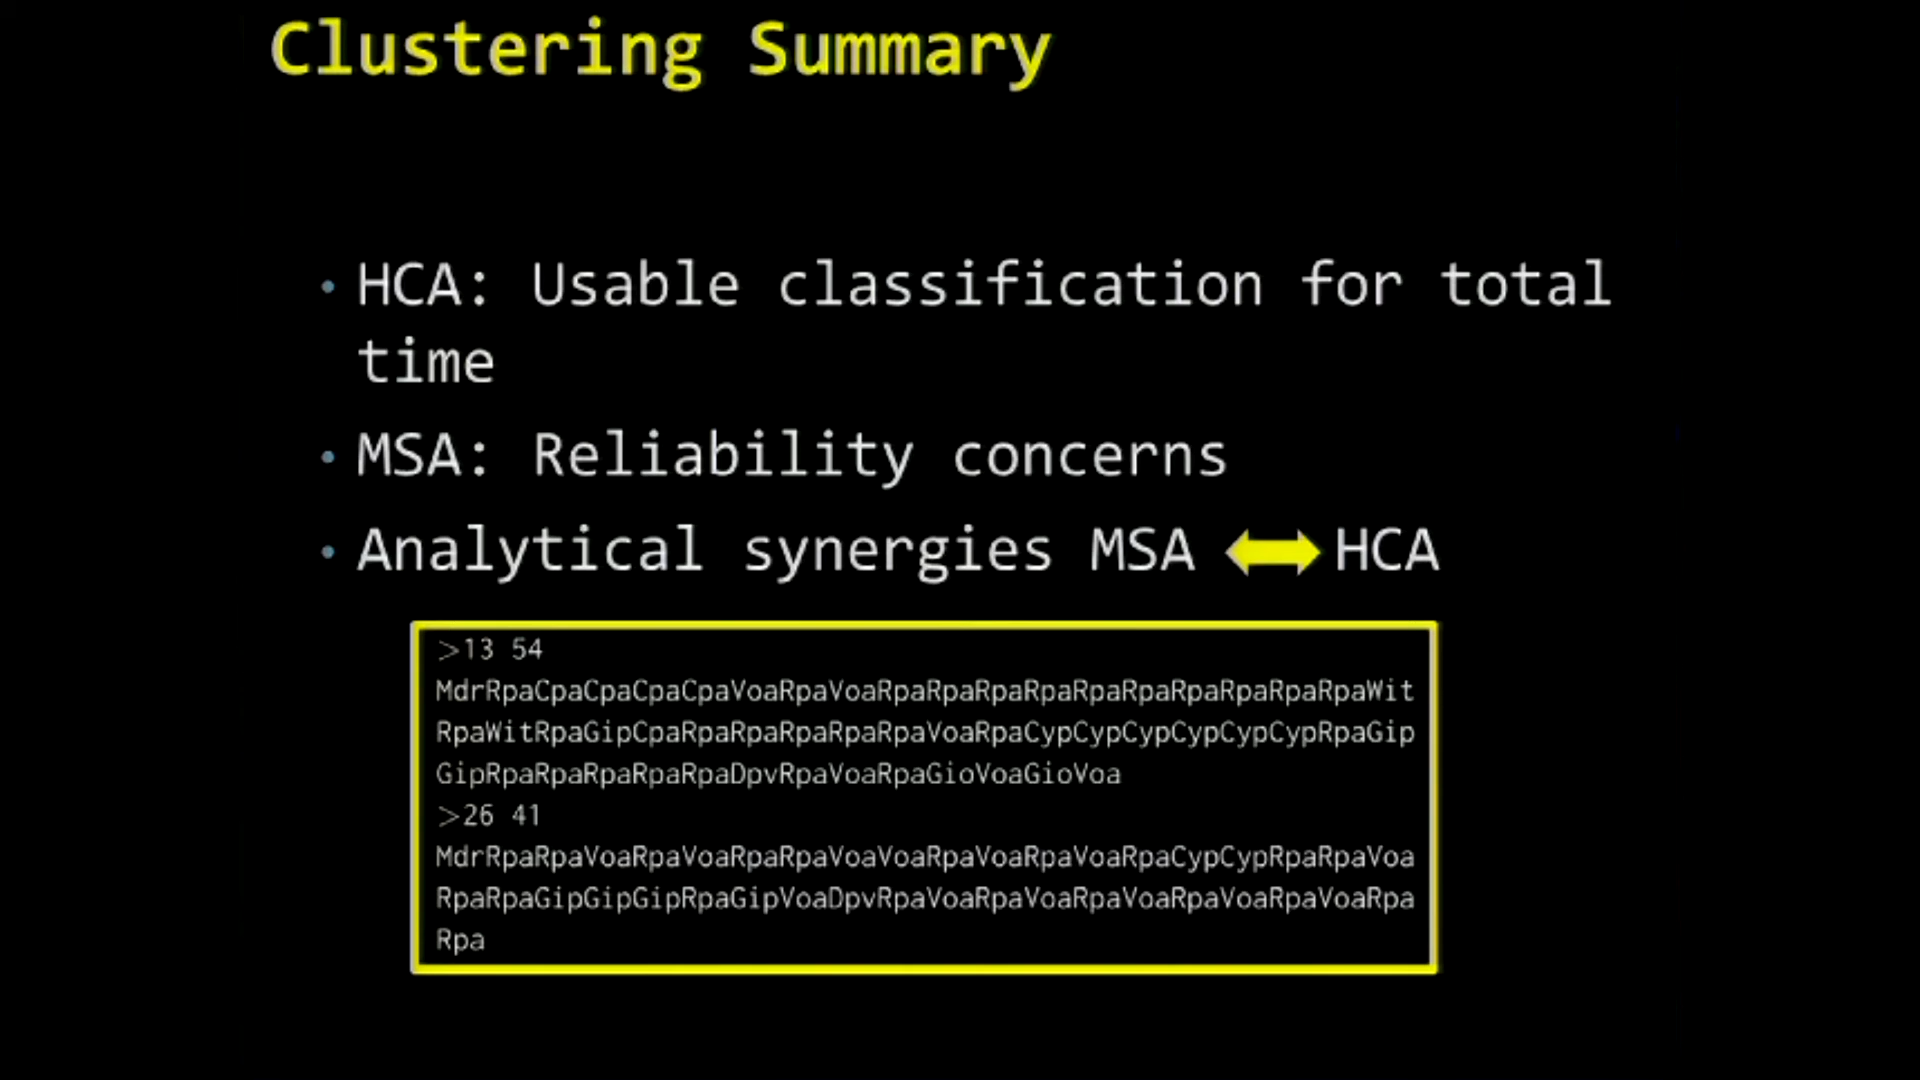 Clustering Summary
• HCA: Usable classification for total
time
• MSA: Reliability concerns
• Analytical synergies MSA HCA
>13 54
MdrRpaCpaCpaCpaCpaVoaRpaVoaRpaRpaRpaRpaRpaRpaRpaRpaRpaRpaWit
RpaWitRpaGipCpaRpaRpaRpaRpaRpaVoaRpaCypCypCypCypCypCypRpaGip
GipRpaRpaRpaRpaRpaDpvRpaVoaRpaGioVoaGioVoa
>26 41
MdrRpaRpaVoaRpaVoaRpaRpaVoaVoaRpaVoaRpaVoaRpaCypCypRpaRpaVoa
RpaRpaGipGipGipRpaGipVoaDpvRpaVoaRpaVoaRpaVoaRpaVoaRpaVoaRpa
Rpa